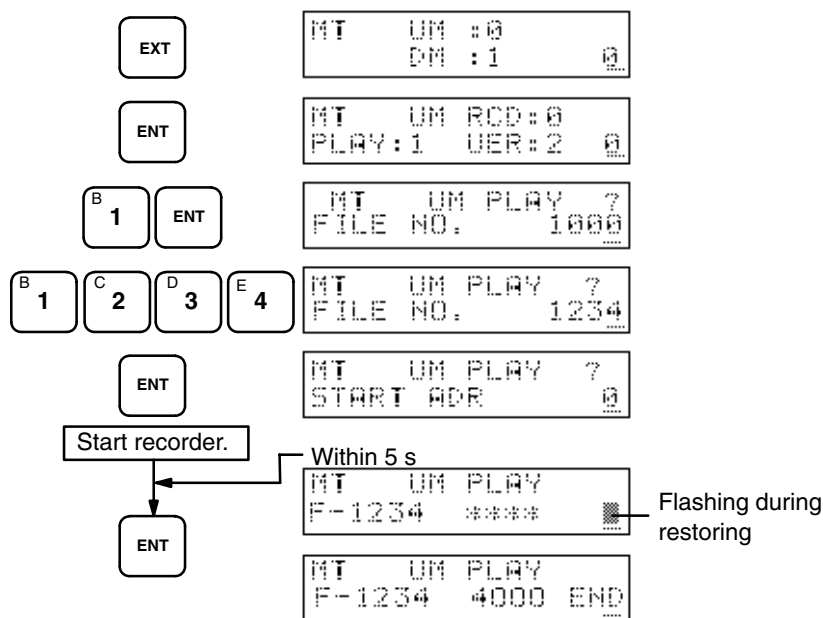 EXT
MT UM :0
DM :1 0
ENT
MT UM RCD:0
PLAY:1 VER:2 0
B 1 ENT
MT UM PLAY ?
FILE NO. 1000
B 1 C 2 D 3 E 4
MT UM PLAY ?
FILE NO. 1234
ENT
MT UM PLAY ?
START ADR 0
Start recorder.
Within 5 s
ENT
MT UM PLAY
F-1234 ****
Flashing during
restoring
MT UM PLAY
F-1234 4000 END